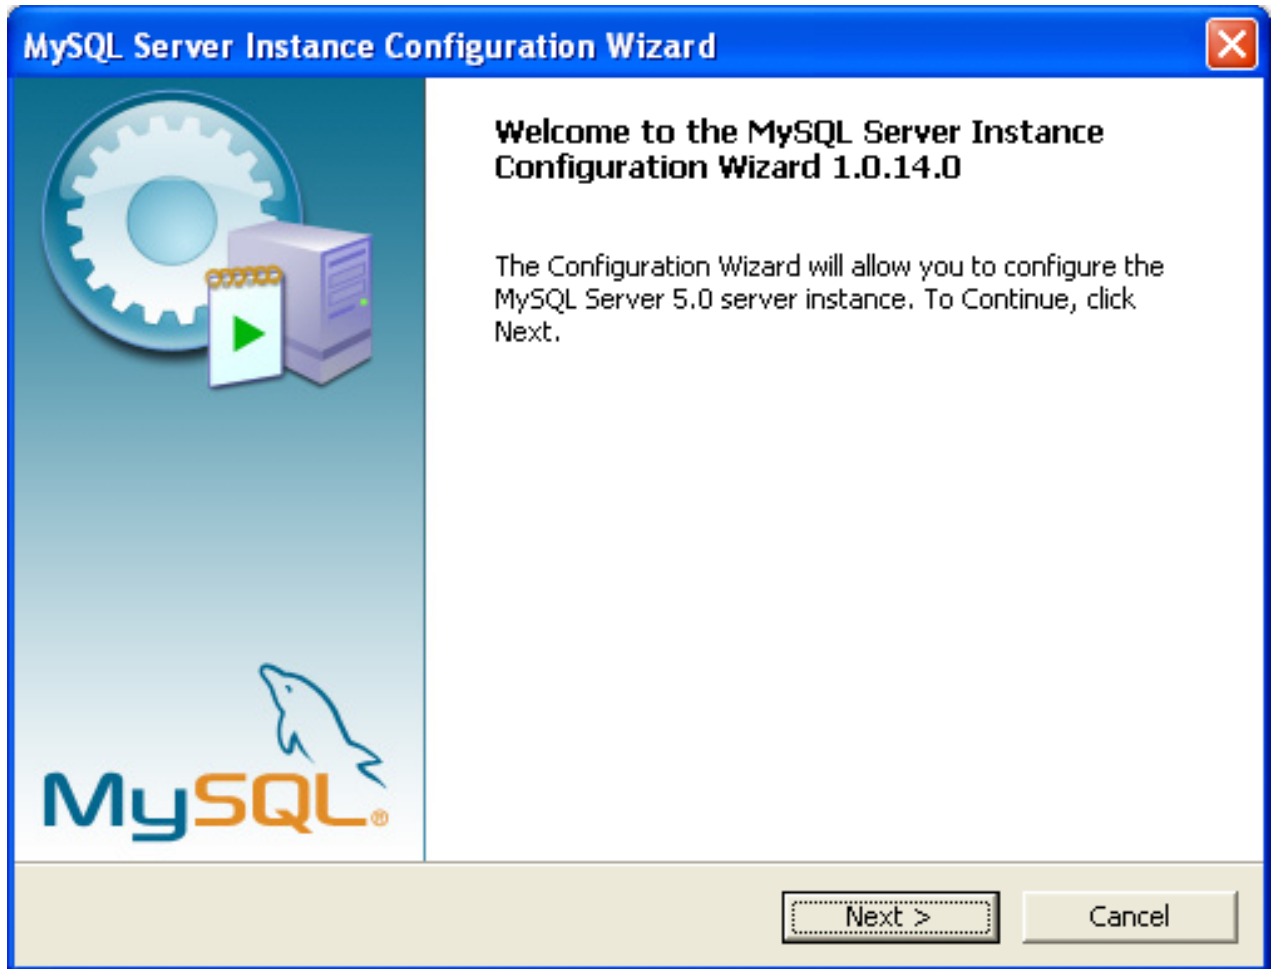 MySQL Server Instance Configuration Wizard
Welcome to the MySQL Server Instance
Configuration Wizard 1.0.14.0
The Configuration Wizard will allow you to configure the
MySQL Server 5.0 server instance. To Continue, click
Next.
MySQL®
Next >
Cancel